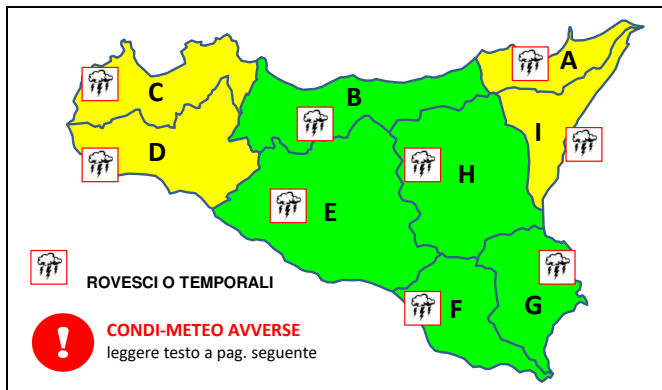 A
C
B
I
D
H
E
F
G
ROVESCI O TEMPORALI
!
CONDI-METEO AVVERSE
leggere testo a pag. seguente